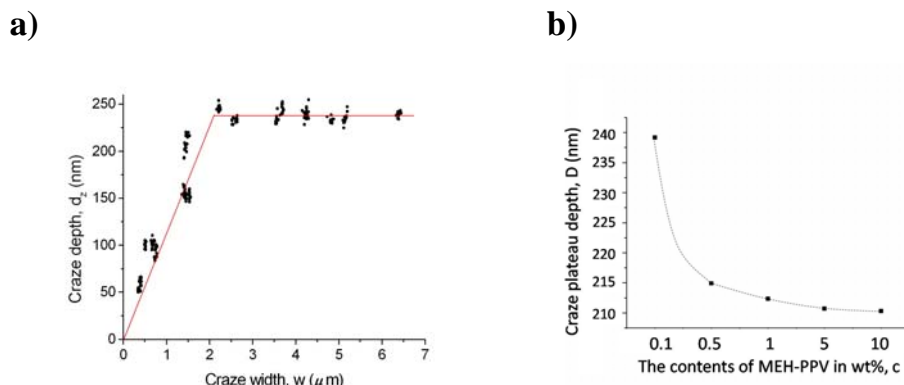 a)
b)
250
200
150
100
50
0
Craze depth, d_z (nm)
0 1 2 3 4 5 6 7
Craze width, w (μm)
240
235
225
220
215
210
Craze plateau depth, D (nm)
0.1 0.5 1 5 10
The contents of MEH-PPV in wt%, c